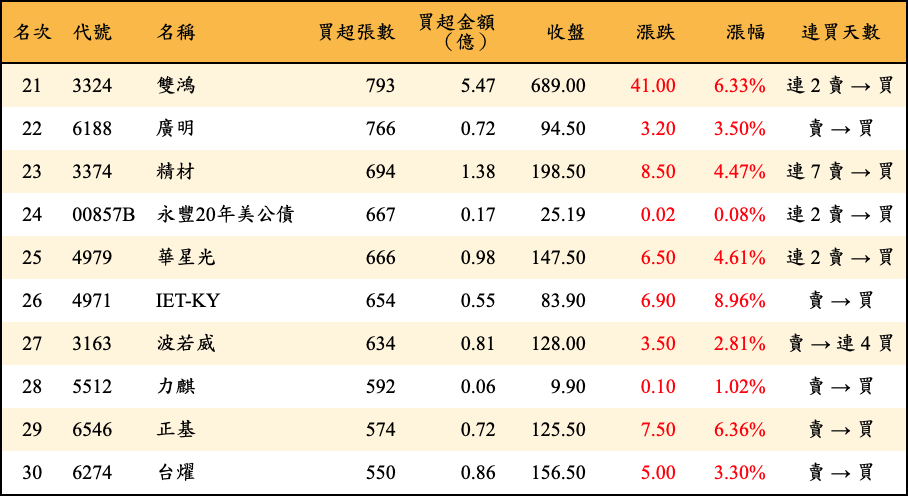 名次 代號 名稱 買超張數 買超金額（億） 收盤 漲跌 漲幅 連買天數
21 3324 雙鴻 793 5.47 689.00 41.00 6.33% 連 2 賣 → 買
22 6188 廣明 766 0.72 94.50 3.20 3.50% 賣 → 買
23 3374 精材 694 1.38 198.50 8.50 4.47% 連 7 賣 → 買
24 00857B 永豐20年美公債 667 0.17 25.19 0.02 0.08% 連 2 賣 → 買
25 4979 華星光 666 0.98 147.50 6.50 4.61% 連 2 賣 → 買
26 4971 IET-KY 654 0.55 83.90 6.90 8.96% 賣 → 買
27 3163 波若威 634 0.81 128.00 3.50 2.81% 賣 → 連 4 買
28 5512 力麒 592 0.06 9.90 0.10 1.02% 賣 → 買
29 6546 正基 574 0.72 125.50 7.50 6.36% 賣 → 買
30 6274 台燿 550 0.86 156.50 5.00 3.30% 賣 → 買